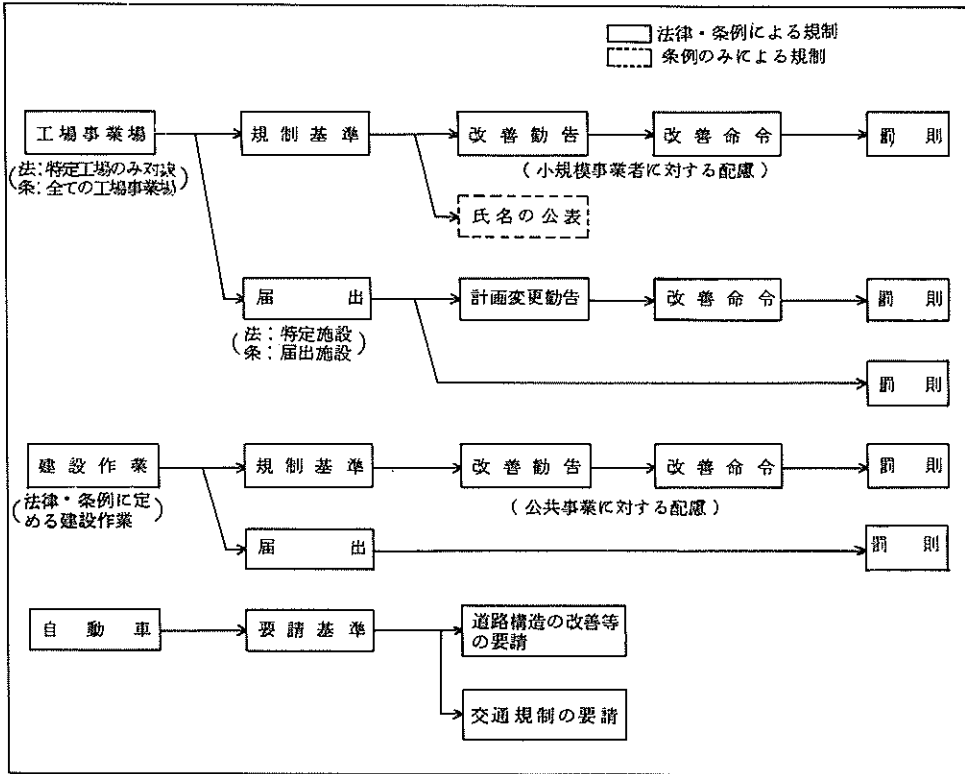 法律・条例による規制
条例のみによる規制
工場事業場
規制基準
改善勧告
改善命令
罰則
(法:特定工場のみ対象
条:全ての工場事業場)
(小規模事業者に対する配慮)
氏名の公表
届出
計画変更勧告
改善命令
罰則
(法:特定施設
条:届出施設)
罰則
建設作業
規制基準
改善勧告
改善命令
罰則
(法律・条例に定
める建設作業)
(公共事業に対する配慮)
届出
罰則
自動車
要請基準
道路構造の改善等
の要請
交通規制の要請